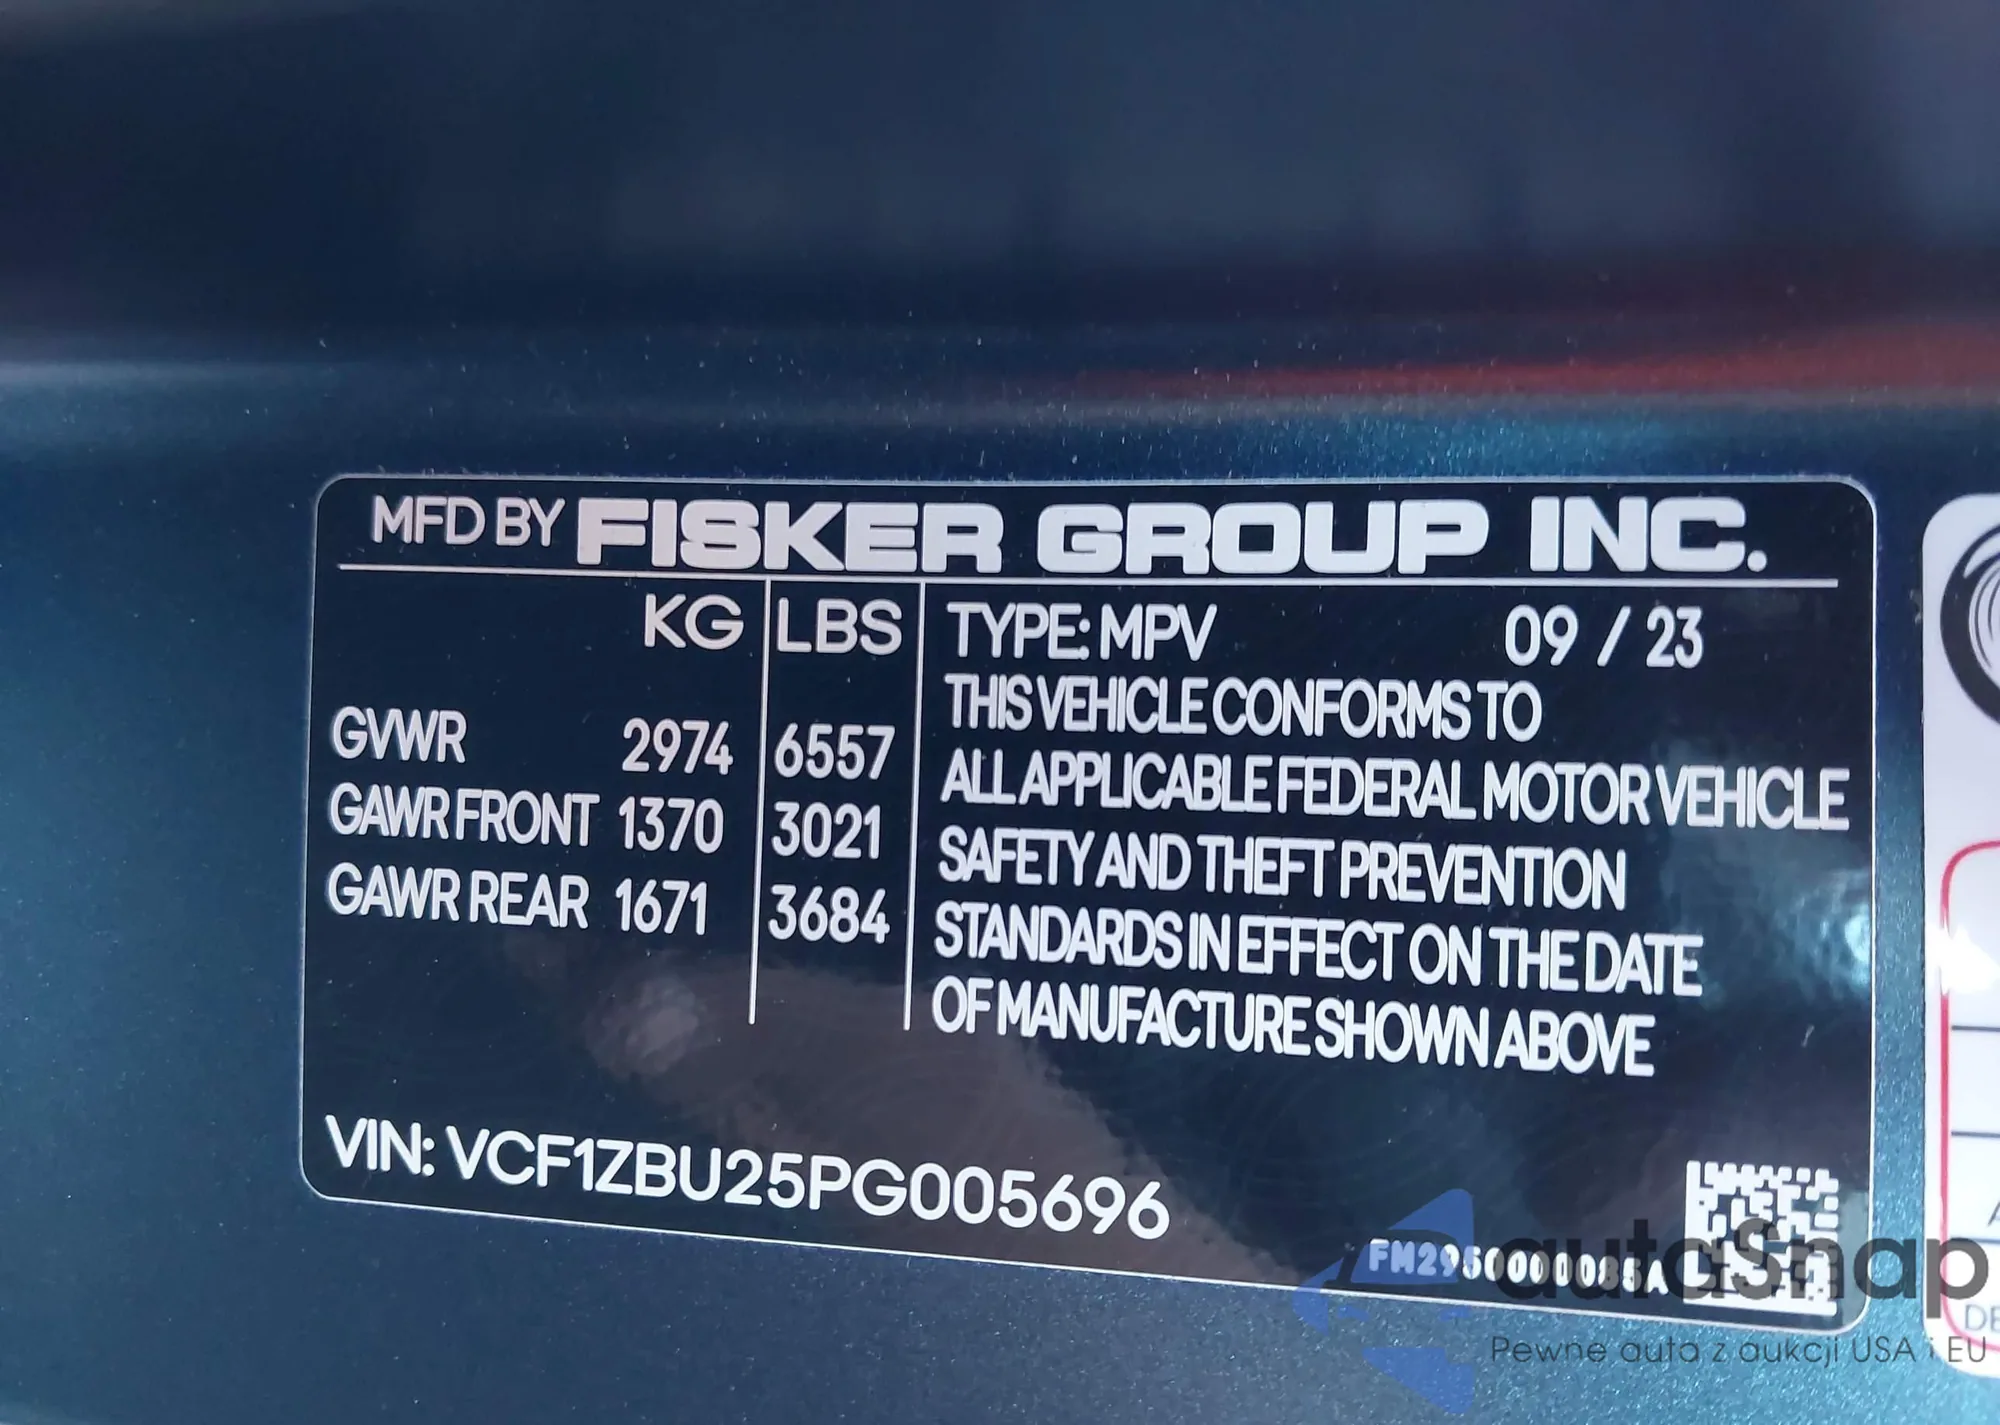 MFD BY FISKER GROUP INC.
KG LBS
GVWR 2974 6557
GAWR FRONT 1370 3021
GAWR REAR 1671 3684
TYPE: MPV 09 / 23
THIS VEHICLE CONFORMS TO
ALL APPLICABLE FEDERAL MOTOR VEHICLE
SAFETY AND THEFT PREVENTION
STANDARDS IN EFFECT ON THE DATE
OF MANUFACTURE SHOWN ABOVE
VIN: VCF1ZBU25PG005696
FM2950000085A
autoSnap
Pewne auta z aukcji USA i EU